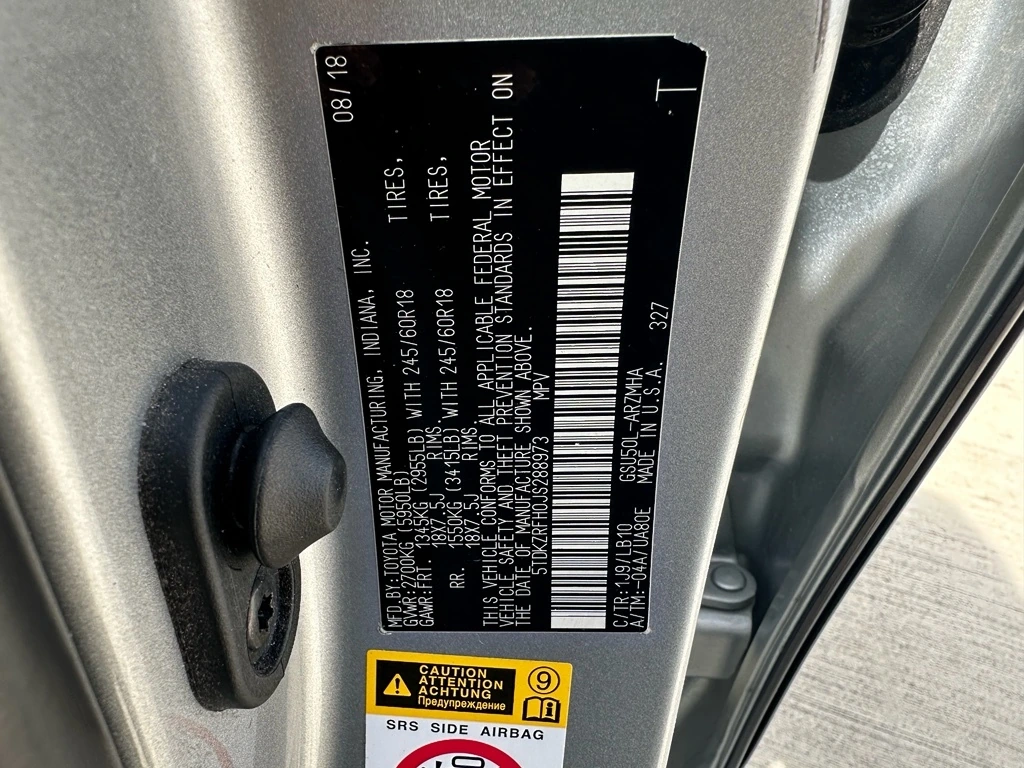 MFD.BY:TOYOTA MOTOR MANUFACTURING, INDIANA, INC. 08/18
GVWR:2700KG (5950LB)
GAWR:FRT. 1345KG (2955LB) WITH 245/60R18 TIRES,
18X7.5J RIMS.
RR. 1550KG (3415LB) WITH 245/60R18 TIRES,
18X7.5J RIMS.
THIS VEHICLE CONFORMS TO ALL APPLICABLE FEDERAL MOTOR
VEHICLE SAFETY AND THEFT PREVENTION STANDARDS IN EFFECT ON
THE DATE OF MANUFACTURE SHOWN ABOVE.
5TDKZRFH0JS288973 MPV
C/TR:1J9/LB10 GSU50L-ARZMHA
A/TM:-04A/UA80E MADE IN U.S.A. 327
T
CAUTION
ATTENTION
ACHTUNG
Предупреждение
9
SRS SIDE AIRBAG